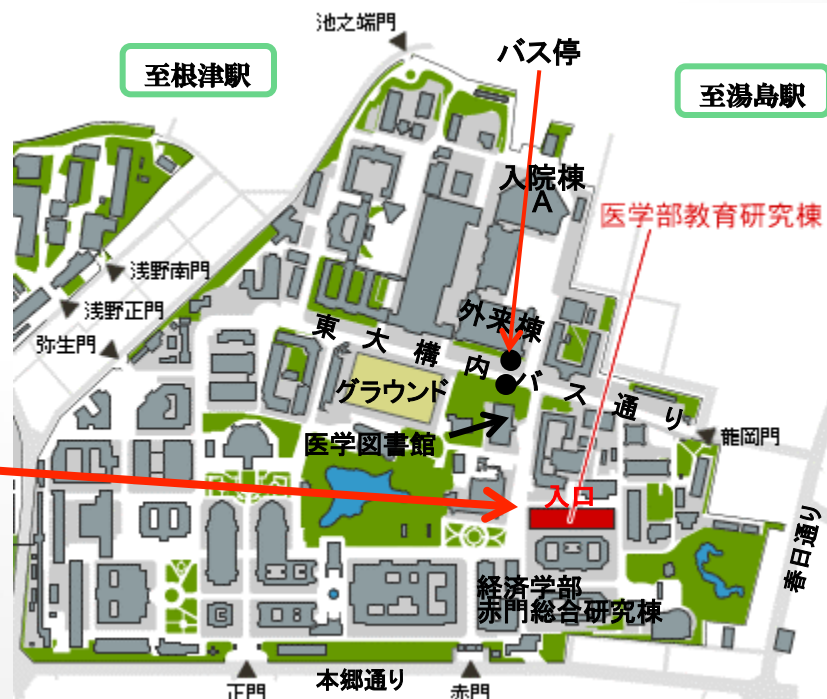 池之端門
バス停
至根津駅
至湯島駅
入院棟
A
医学部教育研究棟
浅野南門
浅野正門
弥生門
外来棟
東大構内バス通り
グラウンド
医学図書館
龍岡門
入口
春日通り
経済学部
赤門総合研究棟
本郷通り
正門
赤門